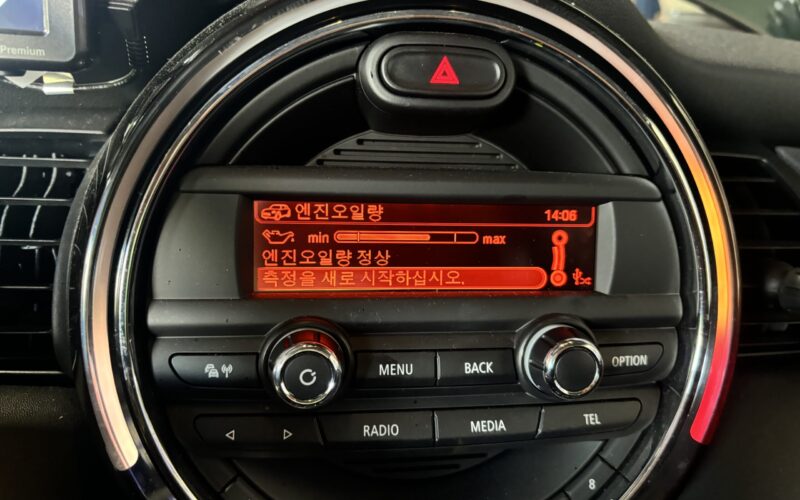 Premium
엔진오일량 14:06
min max
엔진오일량 정상
측정을 새로 시작하십시오.
MENU BACK OPTION
RADIO MEDIA TEL
8